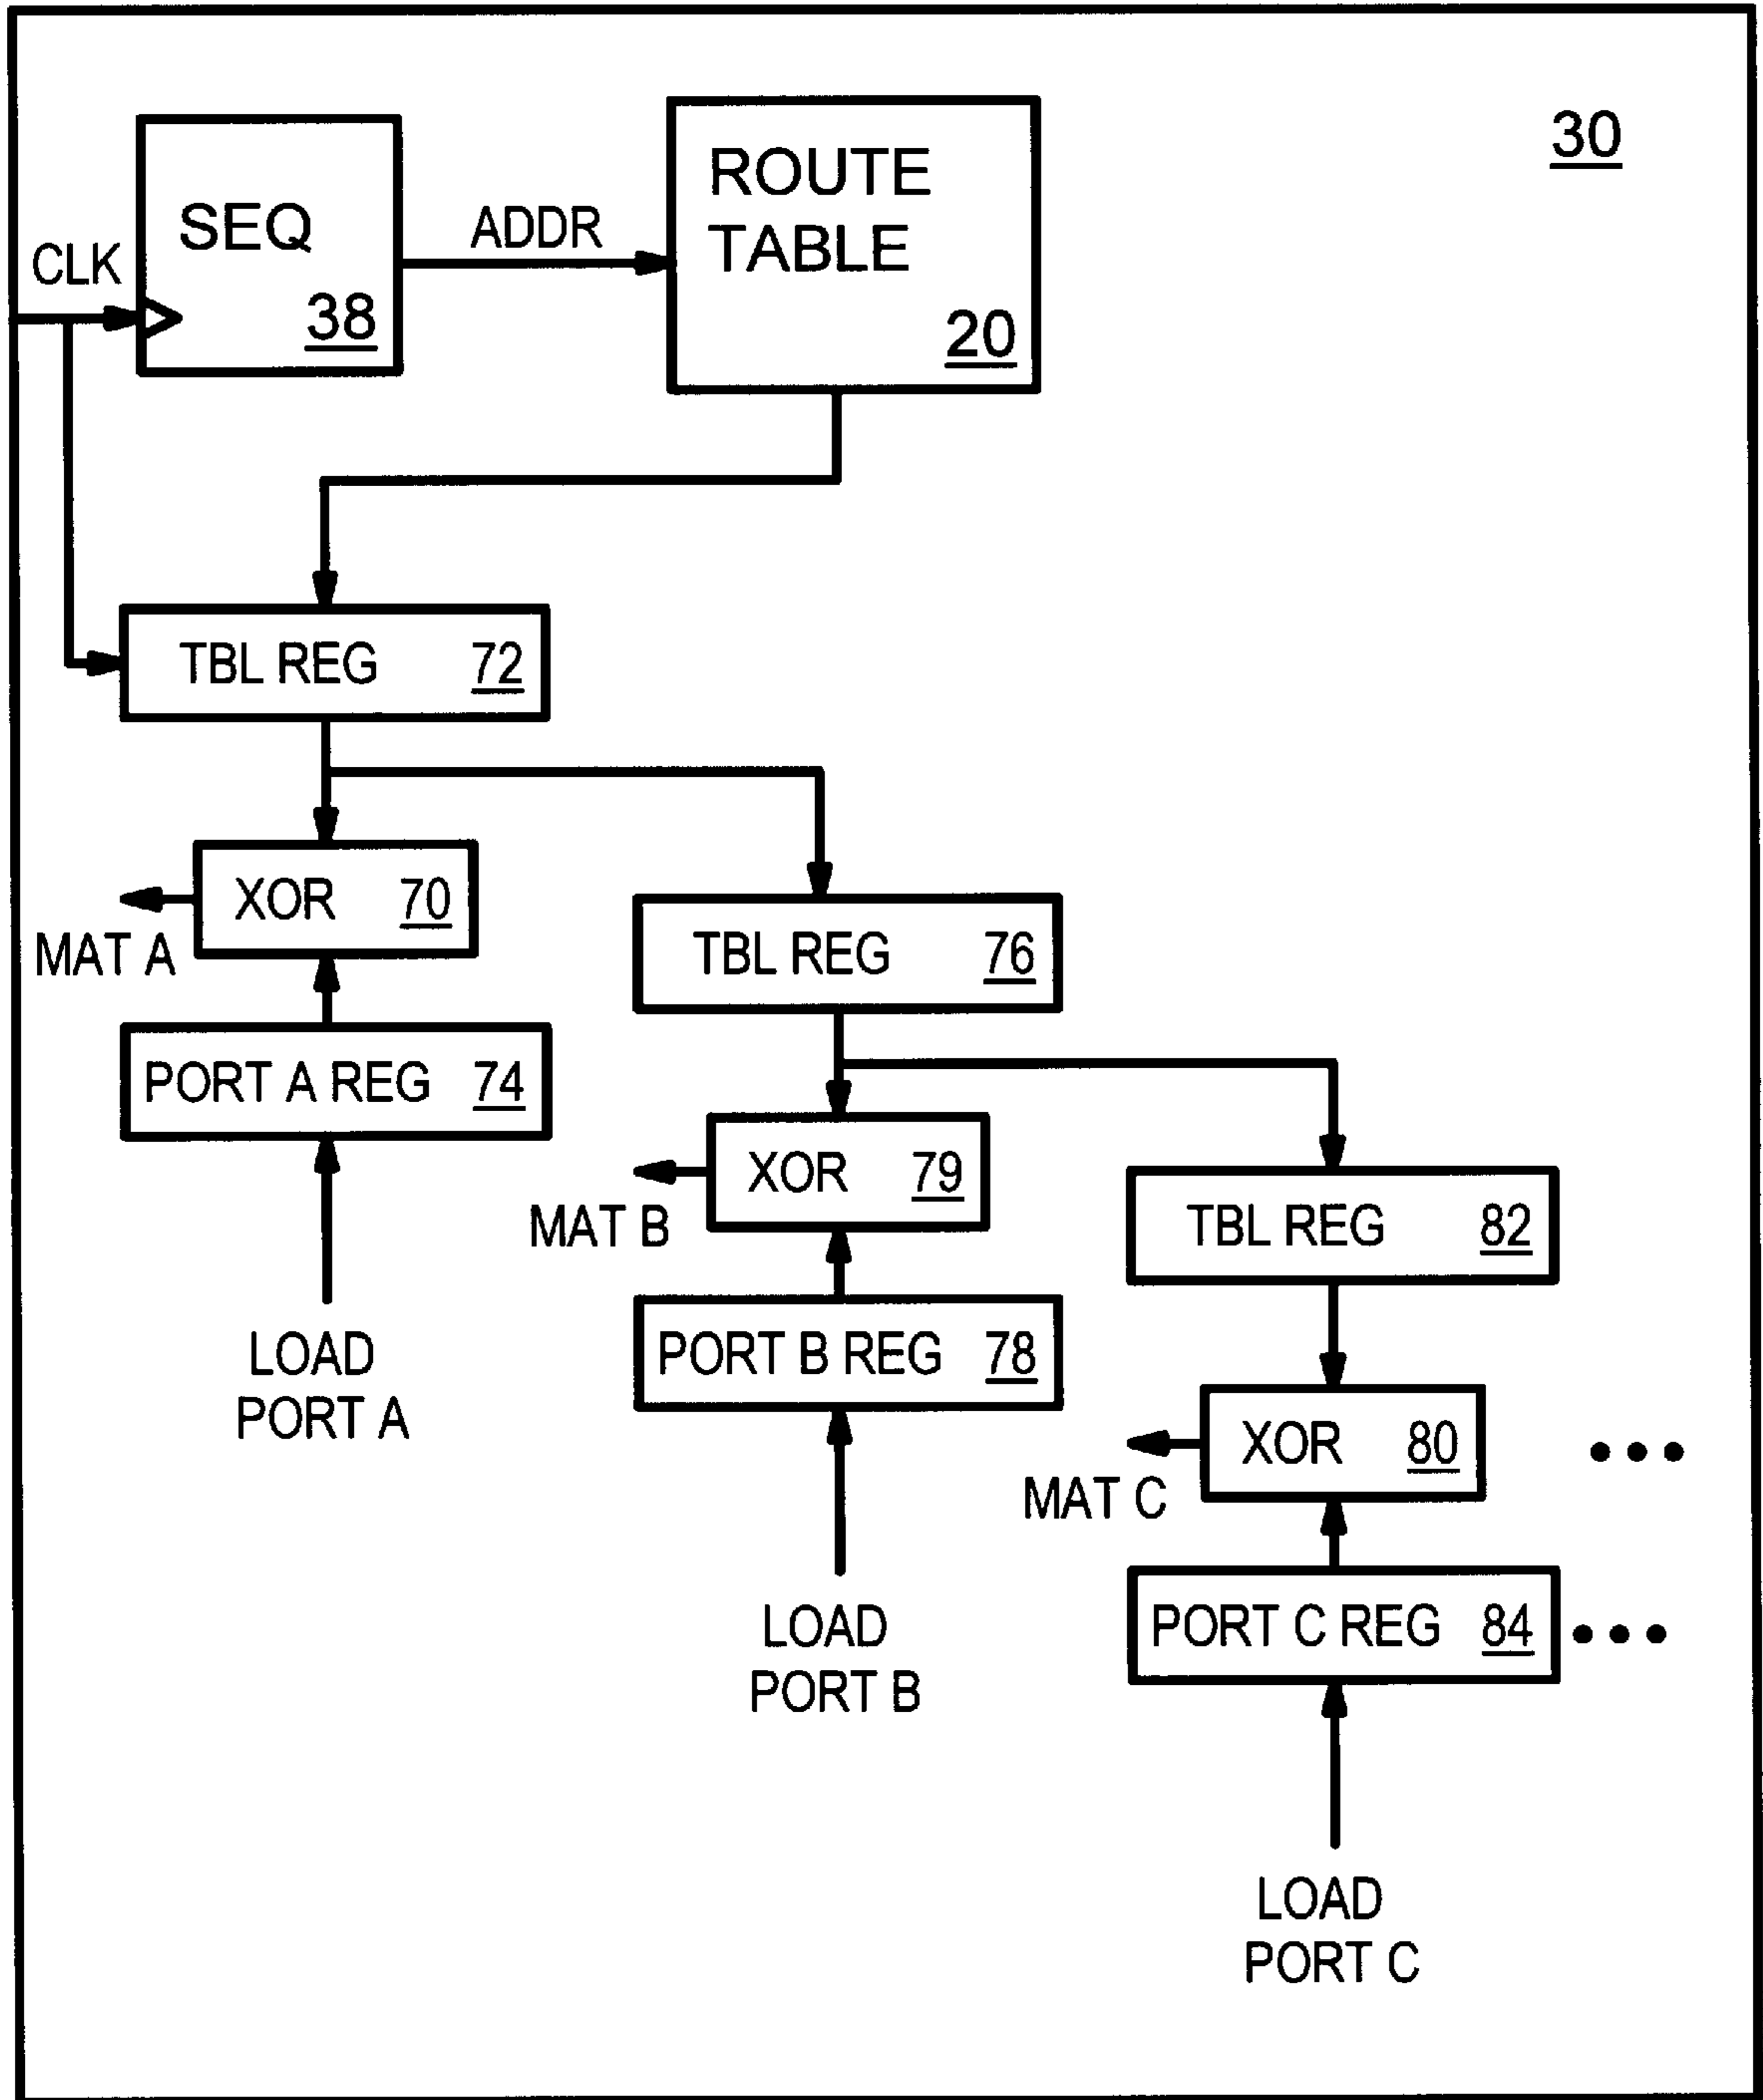 30
ROUTE
TABLE
20
SEQ
38
ADDR
CLK
TBL REG 72
XOR 70
MAT A
TBL REG 76
PORT A REG 74
XOR 79
MAT B
TBL REG 82
LOAD
PORT A
PORT B REG 78
XOR 80
MAT C
PORT C REG 84
LOAD
PORT B
LOAD
PORT C